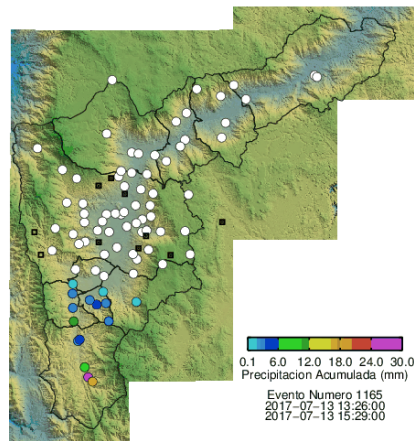 0.1 6.0 12.0 18.0 24.0 30.0
Precipitacion Acumulada (mm)
Evento Numero 1165
2017-07-13 13:26:00
2017-07-13 15:29:00